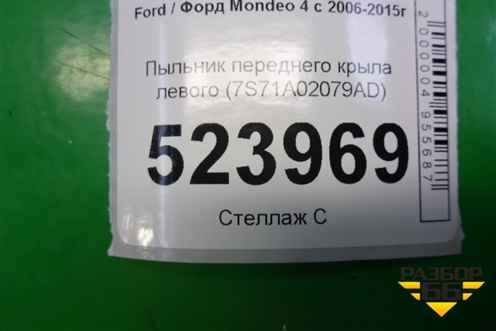 Ford / Форд Mondeo 4 с 2006-2015г
Пыльник переднего крыла
левого (7S71A02079AD)
523969
Стеллаж С
2000004955687
РАЗБОР
66